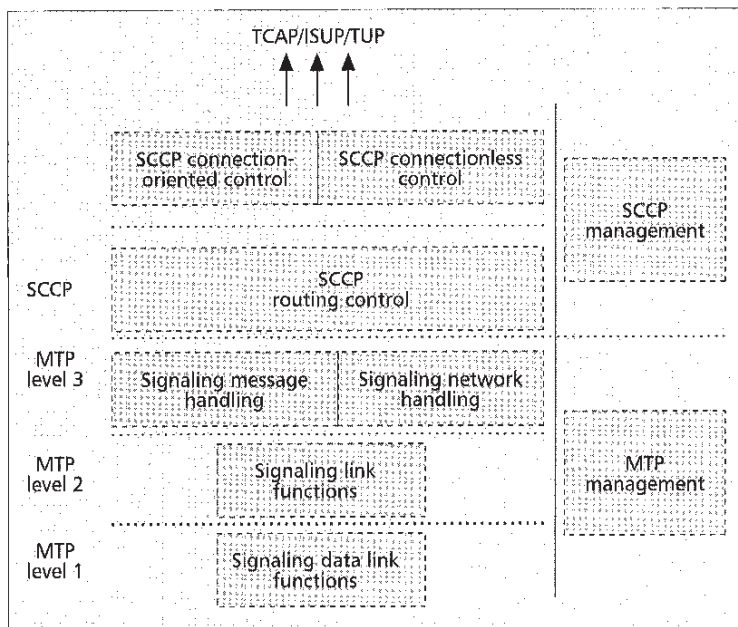 TCAP/ISUP/TUP
SCCP connection-
oriented control
SCCP connectionless
control
SCCP
management
SCCP
SCCP
routing control
MTP
level 3
Signaling message
handling
Signaling network
handling
MTP
level 2
Signaling link
functions
MTP
management
MTP
level 1
Signaling data link
functions